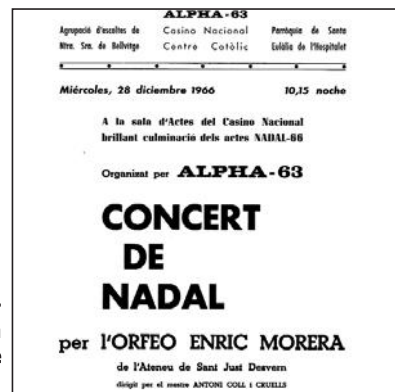 ALPHA-63
Agrupació d'escoltes de
Ntra. Sra. de Bellvitge
Casino Nacional
Centre Catòlic
Parròquia de Santa
Eulàlia de l'Hospitalet
Miércoles, 28 diciembre 1966
10,15 noche
A la sala d'Actes del Casino Nacional
brillant culminació dels actes NADAL-66
Organitzat per ALPHA-63
CONCERT
DE
NADAL
per l'ORFEO ENRIC MORERA
de l'Ateneu de Sant Just Desvern
dirigit per el mestre ANTONI COLL i CRUELLS